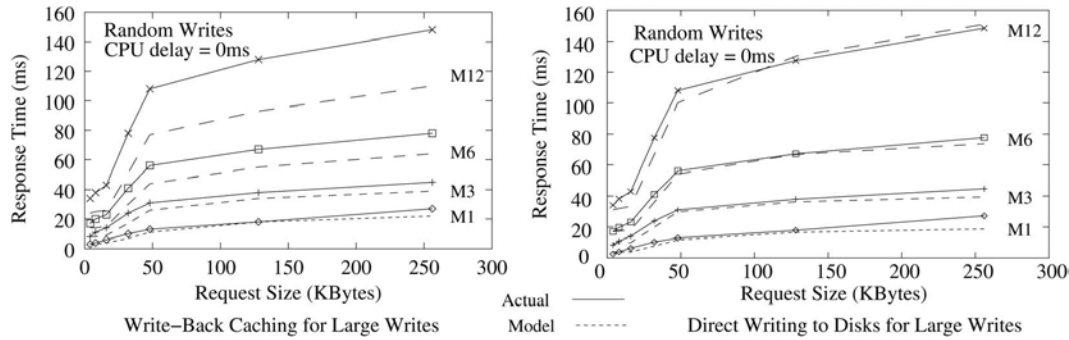 Random Writes
CPU delay = 0ms
Response Time (ms)
160
140
120
100
80
60
40
20
0
M12
M6
M3
M1
0
50
100
150
200
250
300
Request Size (KBytes)
Write−Back Caching for Large Writes
Random Writes
CPU delay = 0ms
Response Time (ms)
160
140
120
100
80
60
40
20
0
M12
M6
M3
M1
0
50
100
150
200
250
300
Request Size (KBytes)
Direct Writing to Disks for Large Writes
Actual
Model